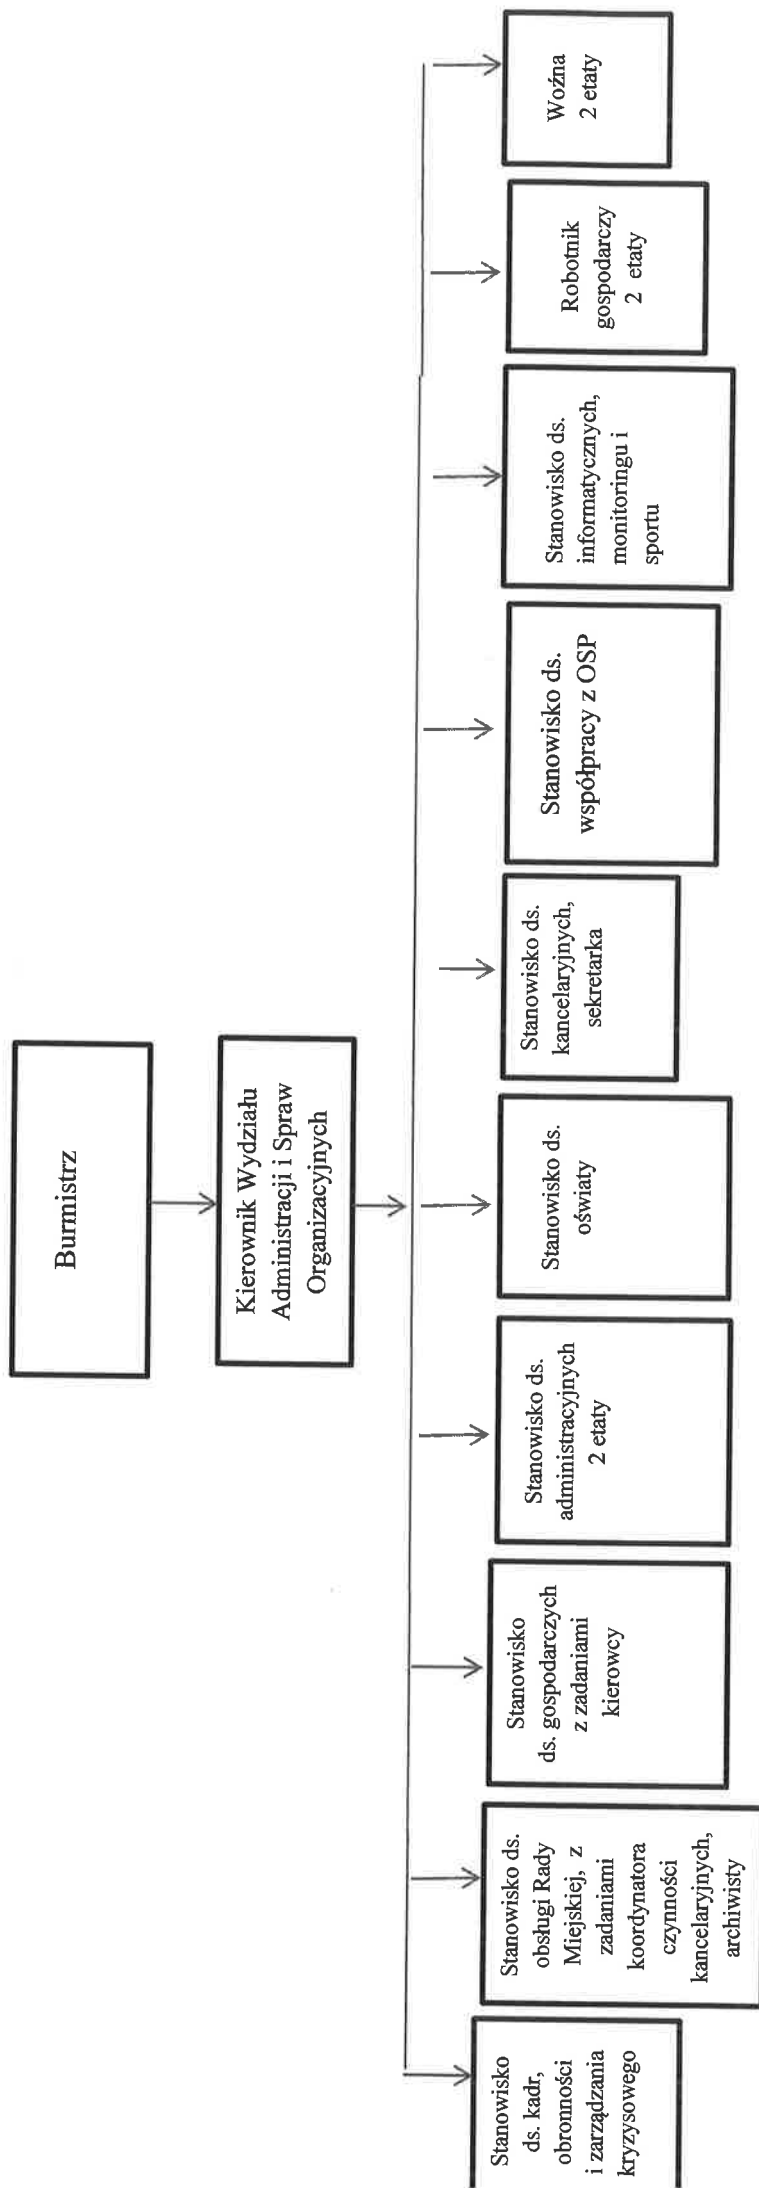 Burmistrz
Kierownik Wydziału
Administracji i Spraw
Organizacyjnych
Stanowisko
ds. kadr,
obronności
i zarządzania
kryzysowego
Stanowisko ds.
obsługi Rady
Miejskiej, z
zadaniami
koordynatora
czynności
kancelaryjnych,
archiwisty
Stanowisko
ds. gospodarczych
z zadaniami
kierowcy
Stanowisko ds.
administracyjnych
2 etaty
Stanowisko ds.
oświaty
Stanowisko ds.
kancelaryjnych,
sekretarka
Stanowisko ds.
współpracy z OSP
Stanowisko ds.
informatycznych,
monitoringu i
sportu
Robotnik
gospodarczy
2 etaty
Woźna
2 etaty